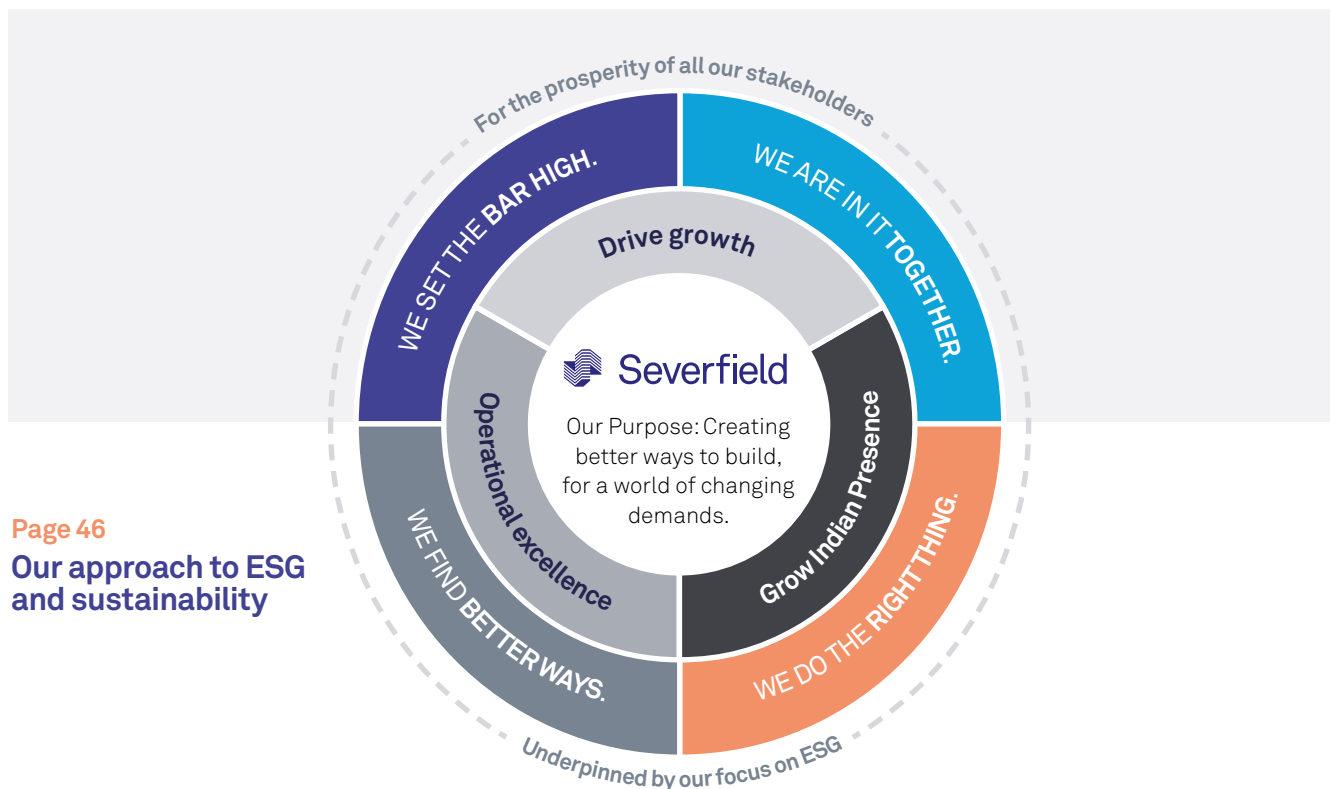 For the prosperity of all our stakeholders
WE SET THE BAR HIGH.
WE ARE IN IT TOGETHER.
Drive growth
Severfield
Our Purpose: Creating
better ways to build,
for a world of changing
demands.
Operational excellence
Grow Indian Presence
Page 46
Our approach to ESG
and sustainability
WE FIND BETTER WAYS.
WE DO THE RIGHT THING.
Underpinned by our focus on ESG